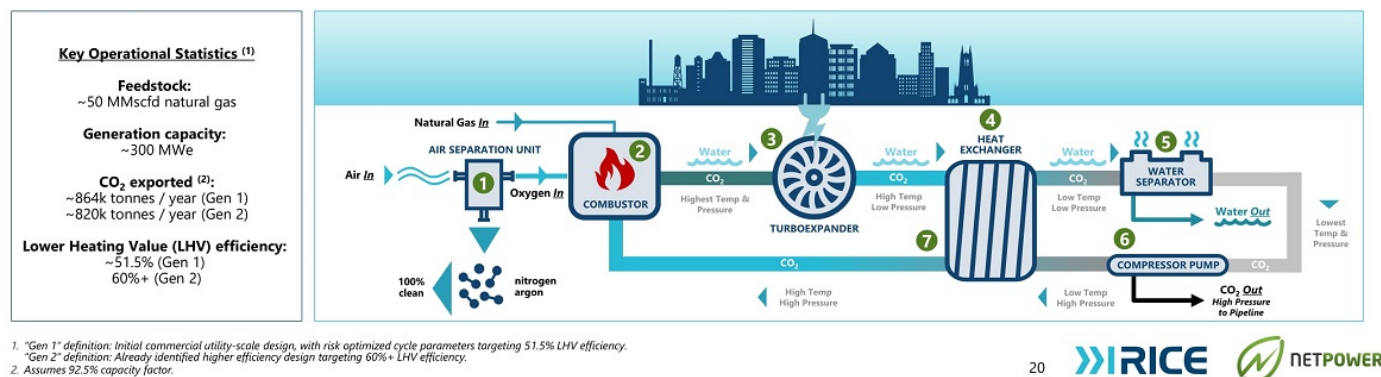 Key Operational Statistics (1)
Feedstock:
~50 MMscfd natural gas
Generation capacity:
~300 MWe
CO₂ exported (2):
~864k tonnes / year (Gen 1)
~820k tonnes / year (Gen 2)
Lower Heating Value (LHV) efficiency:
~51.5% (Gen 1)
60%+ (Gen 2)
Natural Gas In
AIR SEPARATION UNIT
Air In
1
Oxygen In
100%
clean
nitrogen
argon
2
COMBUSTOR
Water
CO₂
Highest Temp &
Pressure
3
TURBOEXPANDER
Water
CO₂
High Temp
Low Pressure
4
HEAT
EXCHANGER
Water
CO₂
Low Temp
Low Pressure
5
WATER
SEPARATOR
Water Out
Lowest
Temp &
Pressure
6
COMPRESSOR PUMP
CO₂
CO₂ Out
High Pressure
to Pipeline
Low Temp
High Pressure
7
CO₂
High Temp
High Pressure
1. "Gen 1" definition: Initial commercial utility-scale design, with risk optimized cycle parameters targeting 51.5% LHV efficiency.
"Gen 2" definition: Already identified higher efficiency design targeting 60%+ LHV efficiency.
2. Assumes 92.5% capacity factor.
20
RICE
NETPOWER